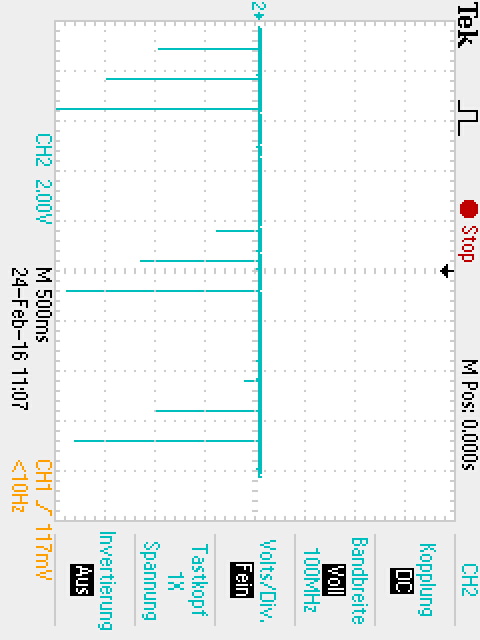 Tek
Stop
M Pos: 0.000s
CH2
Kopplung
DC
Bandbreite
Voll
100MHz
Volts/Div.
Fein
Tastkopf
1X
Spannung
Invertierung
Aus
2
CH2 2.00V
M 500ms
CH1 / 117mV
24-Feb-16 11:07
<10Hz